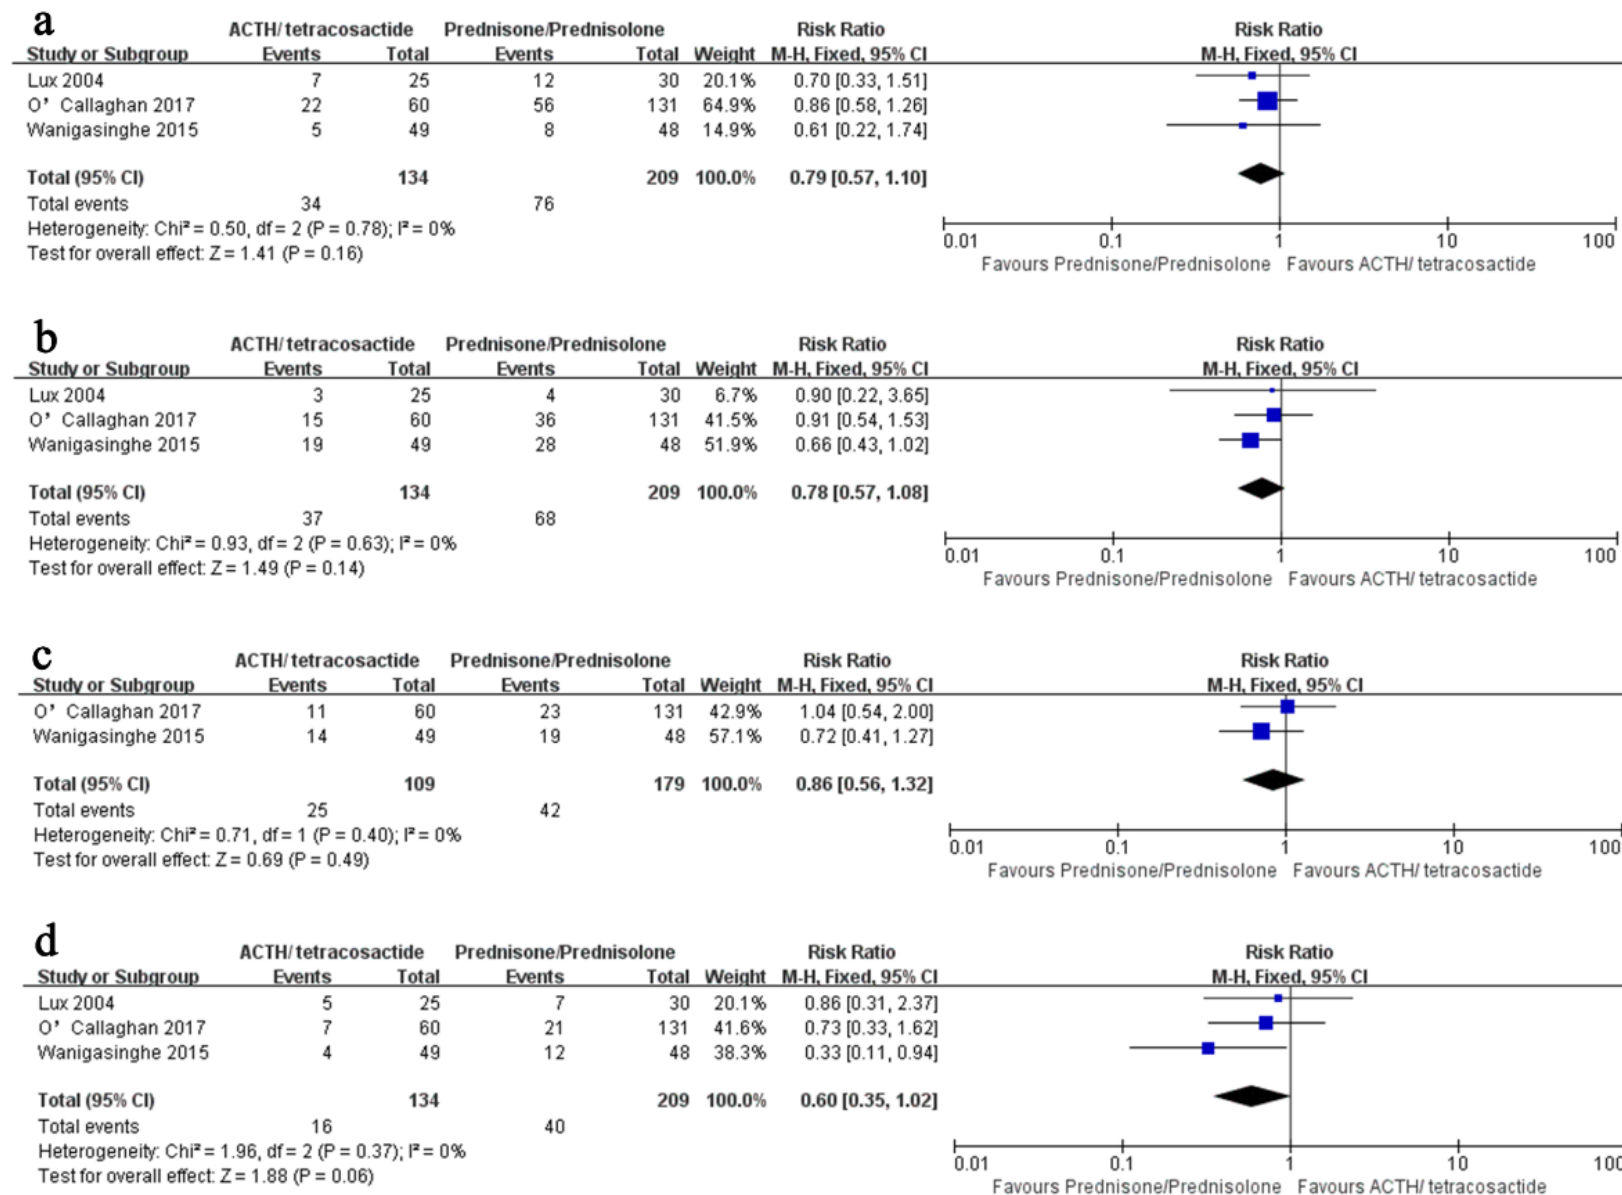 a
ACTH/ tetracosactide Prednisone/Prednisolone Risk Ratio Risk Ratio
Study or Subgroup Events Total Events Total Weight M-H, Fixed, 95% CI M-H, Fixed, 95% CI
Lux 2004 7 25 12 30 20.1% 0.70 [0.33, 1.51]
O’ Callaghan 2017 22 60 56 131 64.9% 0.86 [0.58, 1.26]
Wanigasinghe 2015 5 49 8 48 14.9% 0.61 [0.22, 1.74]
Total (95% CI) 134 209 100.0% 0.79 [0.57, 1.10]
Total events 34 76
Heterogeneity: Chi² = 0.50, df = 2 (P = 0.78); I² = 0%
Test for overall effect: Z = 1.41 (P = 0.16)
0.01 0.1 1 10 100
Favours Prednisone/Prednisolone Favours ACTH/ tetracosactide
b
ACTH/ tetracosactide Prednisone/Prednisolone Risk Ratio Risk Ratio
Study or Subgroup Events Total Events Total Weight M-H, Fixed, 95% CI M-H, Fixed, 95% CI
Lux 2004 3 25 4 30 6.7% 0.90 [0.22, 3.65]
O’ Callaghan 2017 15 60 36 131 41.5% 0.91 [0.54, 1.53]
Wanigasinghe 2015 19 49 28 48 51.9% 0.66 [0.43, 1.02]
Total (95% CI) 134 209 100.0% 0.78 [0.57, 1.08]
Total events 37 68
Heterogeneity: Chi² = 0.93, df = 2 (P = 0.63); I² = 0%
Test for overall effect: Z = 1.49 (P = 0.14)
0.01 0.1 1 10 100
Favours Prednisone/Prednisolone Favours ACTH/ tetracosactide
c
ACTH/ tetracosactide Prednisone/Prednisolone Risk Ratio Risk Ratio
Study or Subgroup Events Total Events Total Weight M-H, Fixed, 95% CI M-H, Fixed, 95% CI
O’ Callaghan 2017 11 60 23 131 42.9% 1.04 [0.54, 2.00]
Wanigasinghe 2015 14 49 19 48 57.1% 0.72 [0.41, 1.27]
Total (95% CI) 109 179 100.0% 0.86 [0.56, 1.32]
Total events 25 42
Heterogeneity: Chi² = 0.71, df = 1 (P = 0.40); I² = 0%
Test for overall effect: Z = 0.69 (P = 0.49)
0.01 0.1 1 10 100
Favours Prednisone/Prednisolone Favours ACTH/ tetracosactide
d
ACTH/ tetracosactide Prednisone/Prednisolone Risk Ratio Risk Ratio
Study or Subgroup Events Total Events Total Weight M-H, Fixed, 95% CI M-H, Fixed, 95% CI
Lux 2004 5 25 7 30 20.1% 0.86 [0.31, 2.37]
O’ Callaghan 2017 7 60 21 131 41.6% 0.73 [0.33, 1.62]
Wanigasinghe 2015 4 49 12 48 38.3% 0.33 [0.11, 0.94]
Total (95% CI) 134 209 100.0% 0.60 [0.35, 1.02]
Total events 16 40
Heterogeneity: Chi² = 1.96, df = 2 (P = 0.37); I² = 0%
Test for overall effect: Z = 1.88 (P = 0.06)
0.01 0.1 1 10 100
Favours Prednisone/Prednisolone Favours ACTH/ tetracosactide